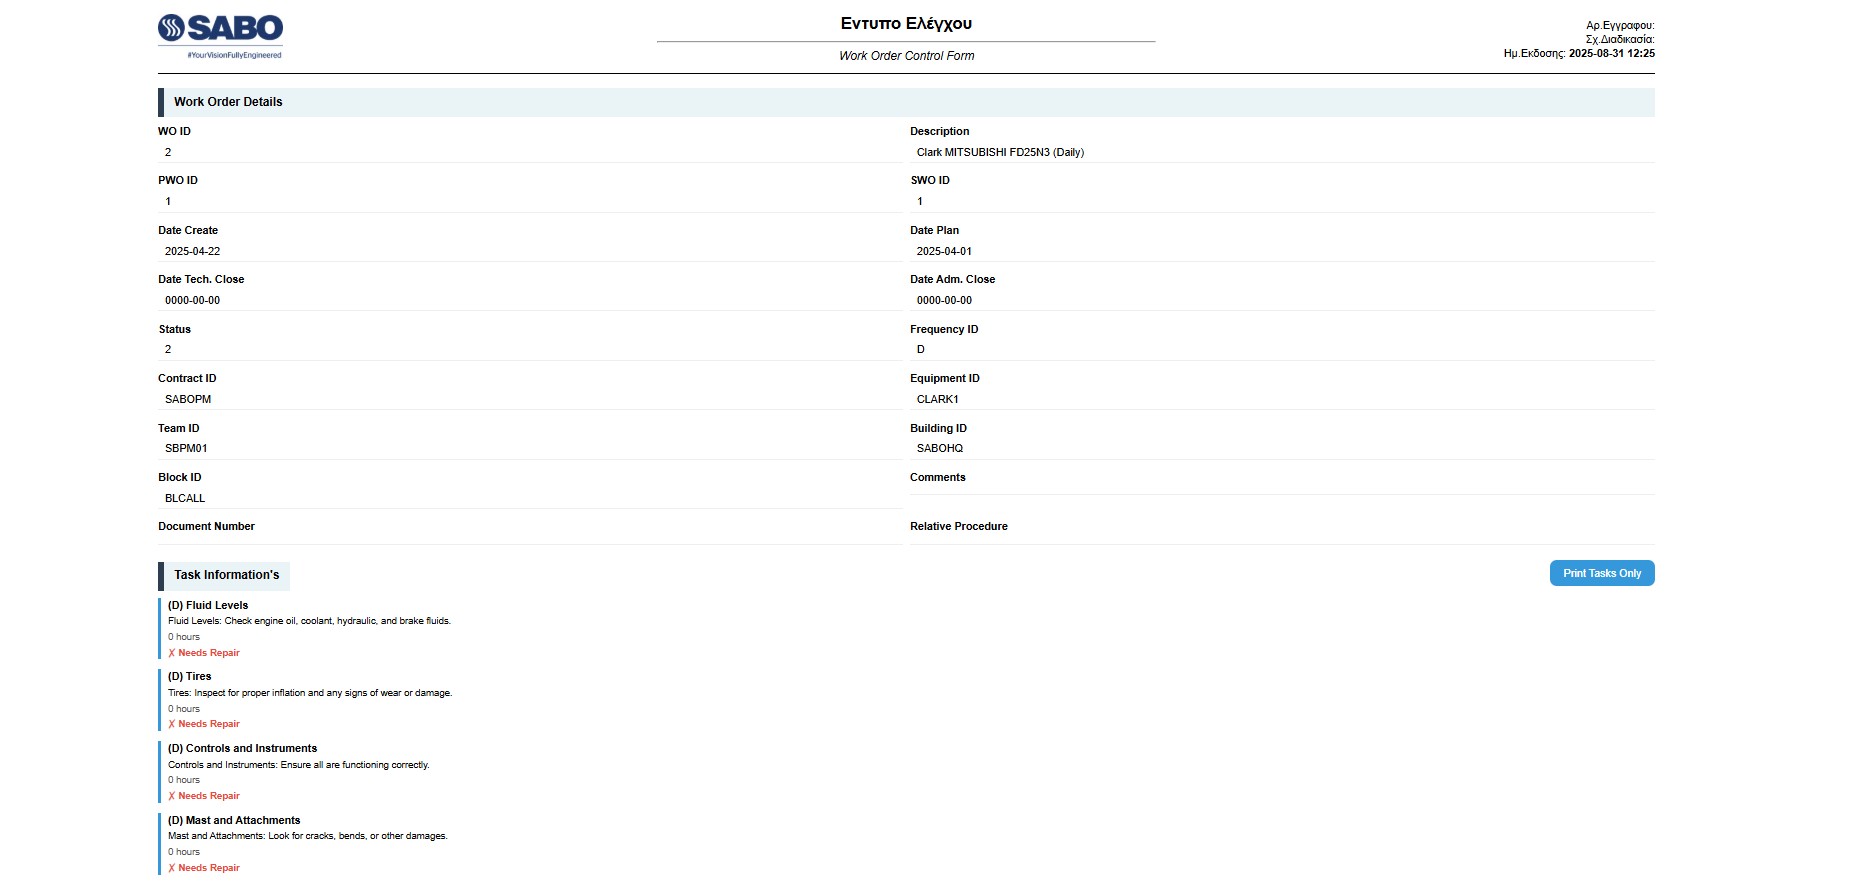 SABO
#YourVisionFullyEngineered
Εντυπο Ελέγχου
Work Order Control Form
Αρ.Εγγραφου:
Σχ.Διαδικασία:
Ημ.Εκδοσης: 2025-08-31 12:25
Work Order Details
WO ID
2
Description
Clark MITSUBISHI FD25N3 (Daily)
PWO ID
1
SWO ID
1
Date Create
2025-04-22
Date Plan
2025-04-01
Date Tech. Close
0000-00-00
Date Adm. Close
0000-00-00
Status
2
Frequency ID
D
Contract ID
SABOPM
Equipment ID
CLARK1
Team ID
SBPM01
Building ID
SABOHQ
Block ID
BLCALL
Comments
Document Number
Relative Procedure
Task Information's
Print Tasks Only
(D) Fluid Levels
Fluid Levels: Check engine oil, coolant, hydraulic, and brake fluids.
0 hours
✗ Needs Repair
(D) Tires
Tires: Inspect for proper inflation and any signs of wear or damage.
0 hours
✗ Needs Repair
(D) Controls and Instruments
Controls and Instruments: Ensure all are functioning correctly.
0 hours
✗ Needs Repair
(D) Mast and Attachments
Mast and Attachments: Look for cracks, bends, or other damages.
0 hours
✗ Needs Repair